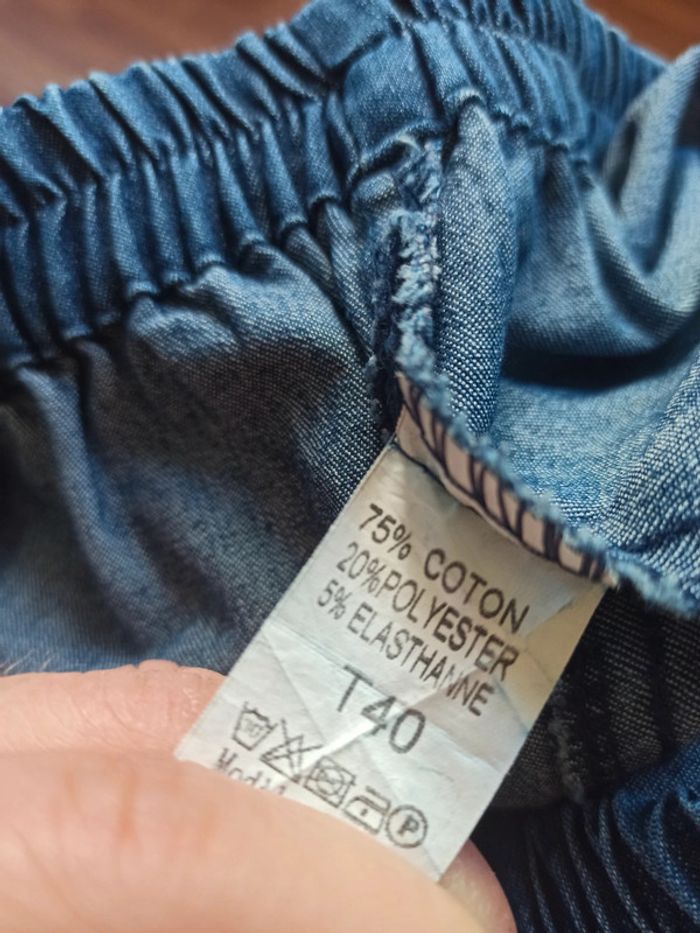 75% COTON
20%POLYESTER
5% ELASTHANNE
T40
P